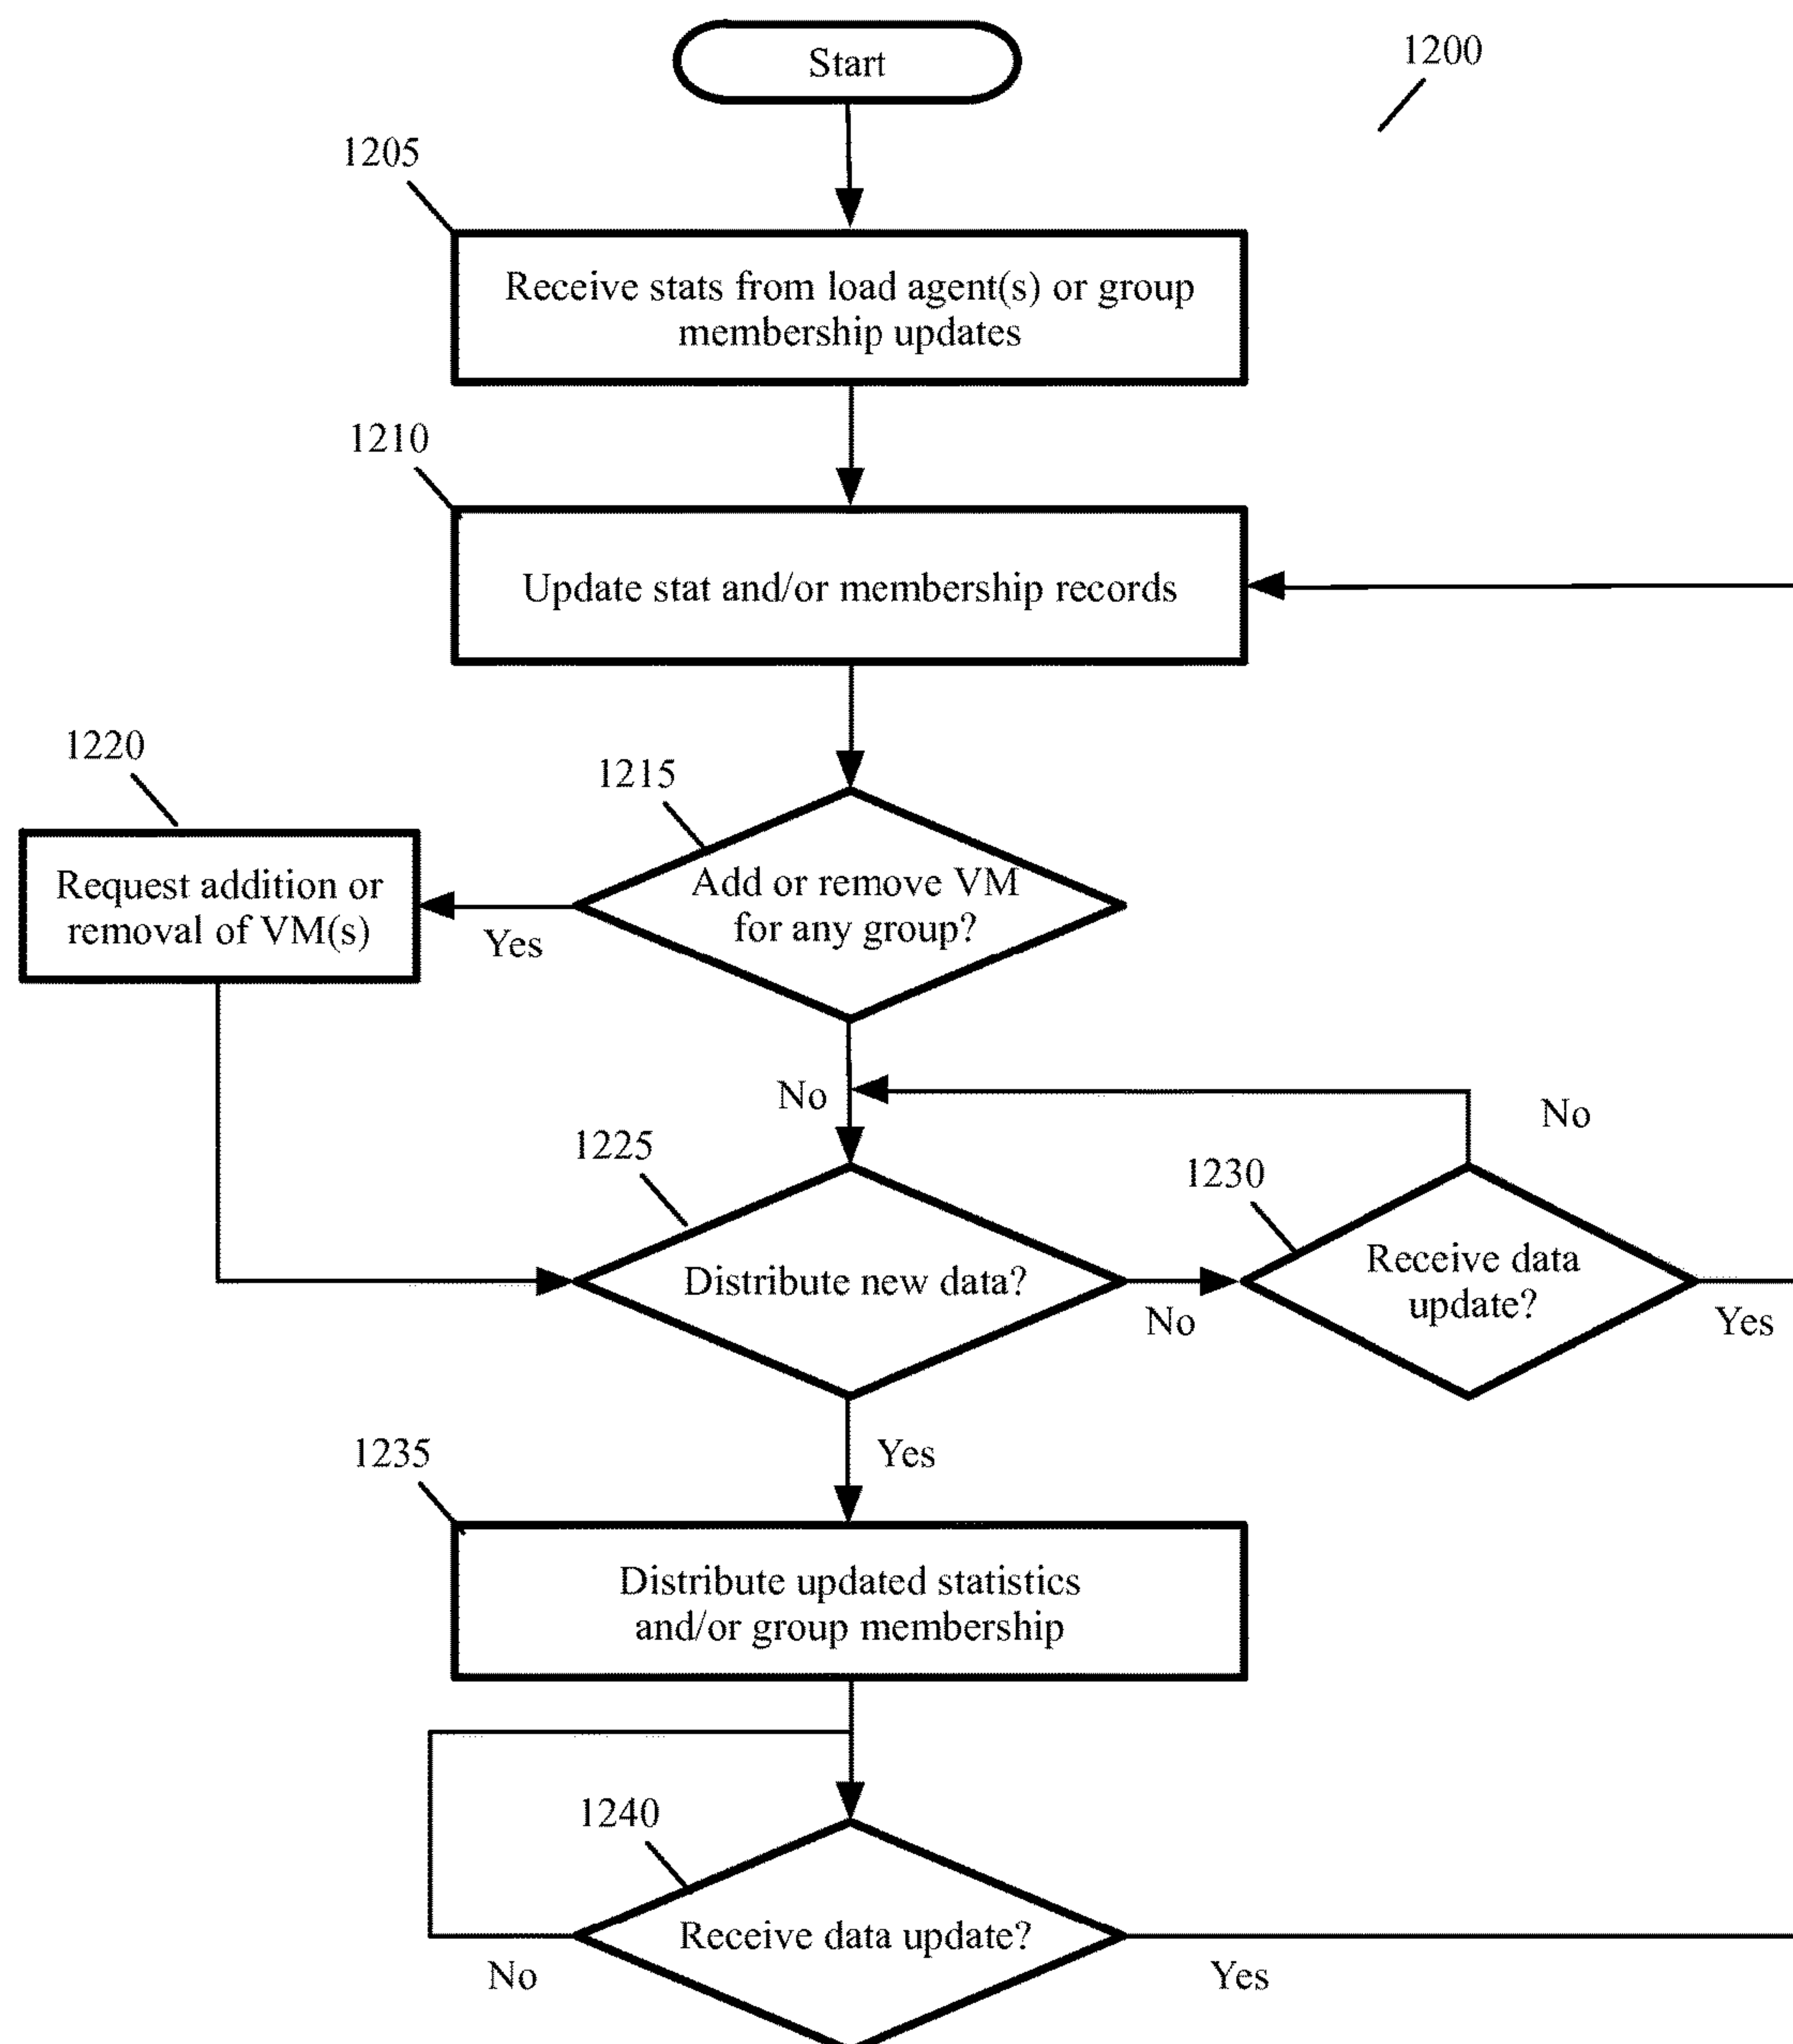 Start
1200
1205
Receive stats from load agent(s) or group
membership updates
1210
Update stat and/or membership records
1220
1215
Request addition or
removal of VM(s)
Add or remove VM
for any group?
Yes
No
No
1225
1230
Distribute new data?
Receive data
update?
No
Yes
Yes
1235
Distribute updated statistics
and/or group membership
1240
Receive data update?
No
Yes